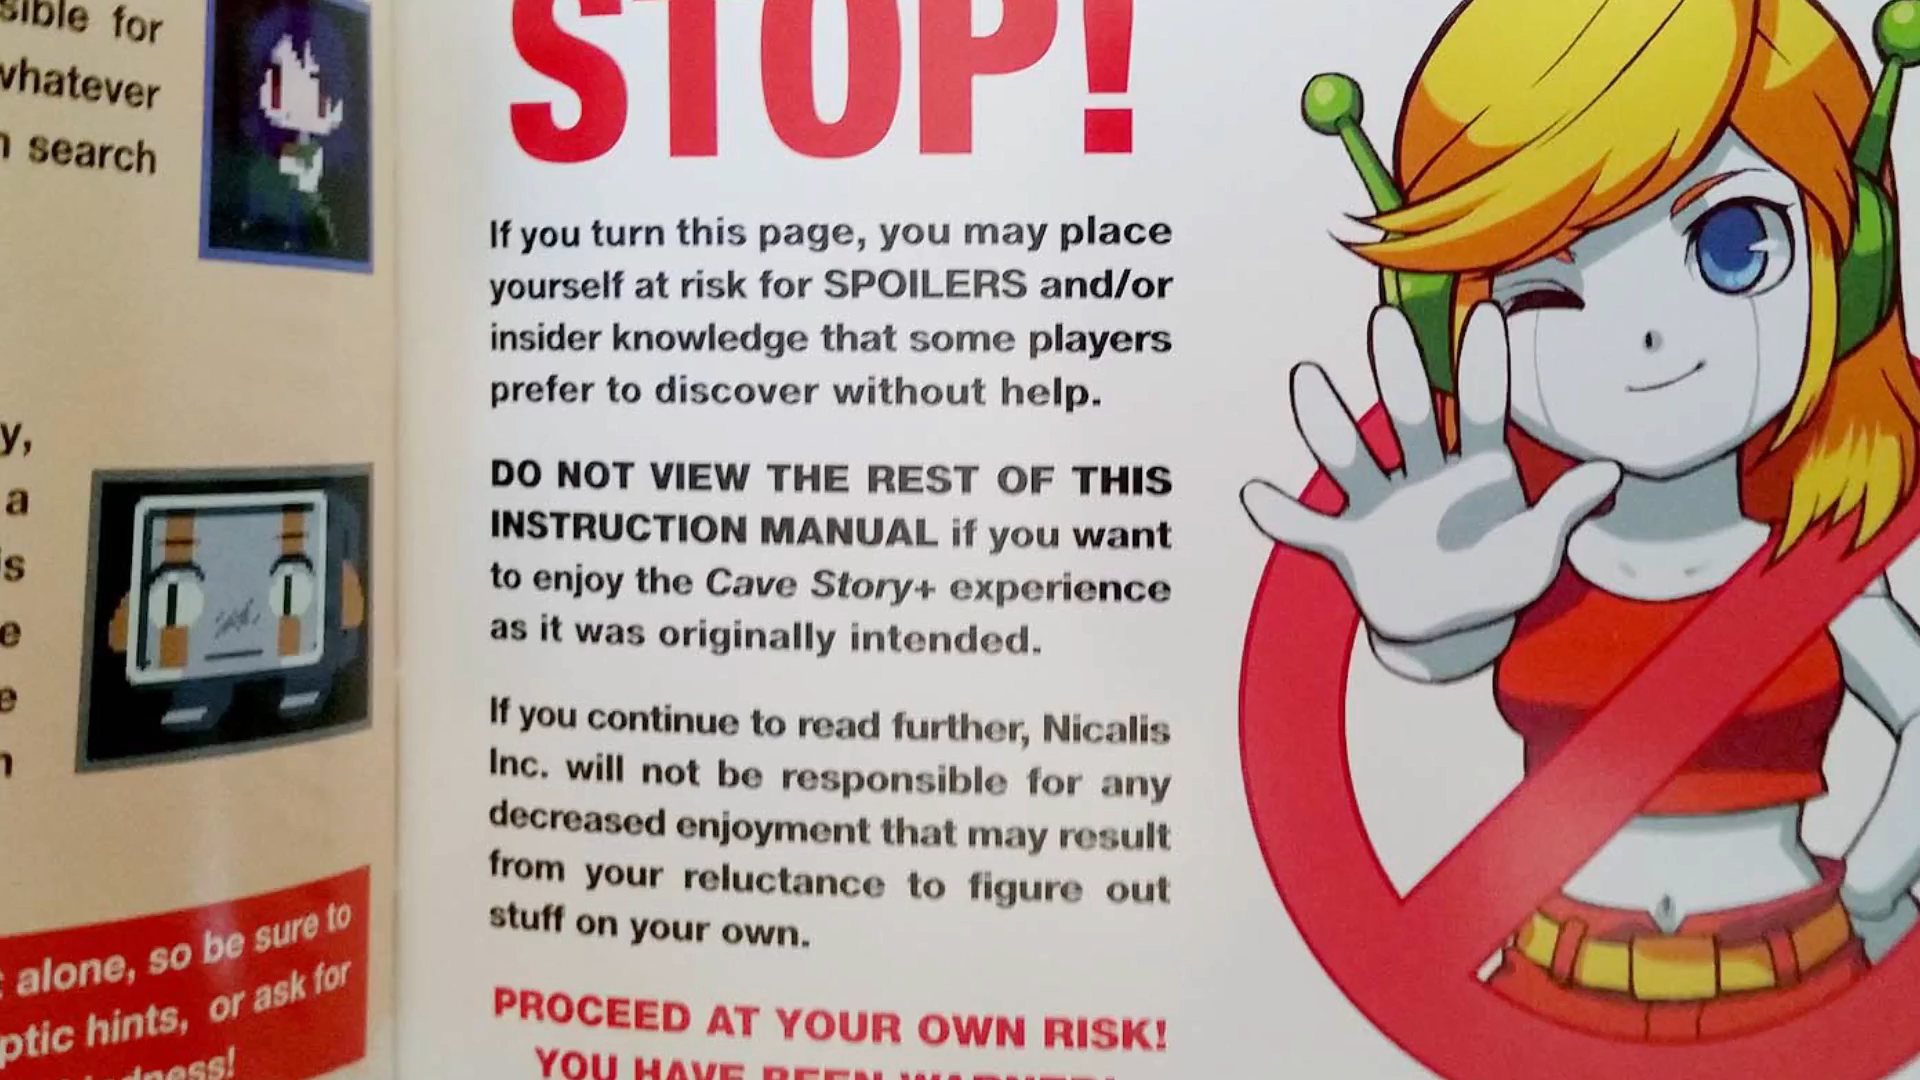 sible for
whatever
search
y,
a
s
e
e
alone, so be sure to
ptic hints, or ask for
STOP!
If you turn this page, you may place
yourself at risk for SPOILERS and/or
insider knowledge that some players
prefer to discover without help.
DO NOT VIEW THE REST OF THIS
INSTRUCTION MANUAL if you want
to enjoy the Cave Story+ experience
as it was originally intended.
If you continue to read further, Nicalis
Inc. will not be responsible for any
decreased enjoyment that may result
from your reluctance to figure out
stuff on your own.
PROCEED AT YOUR OWN RISK!
YOU HAVE BEEN WARNED!